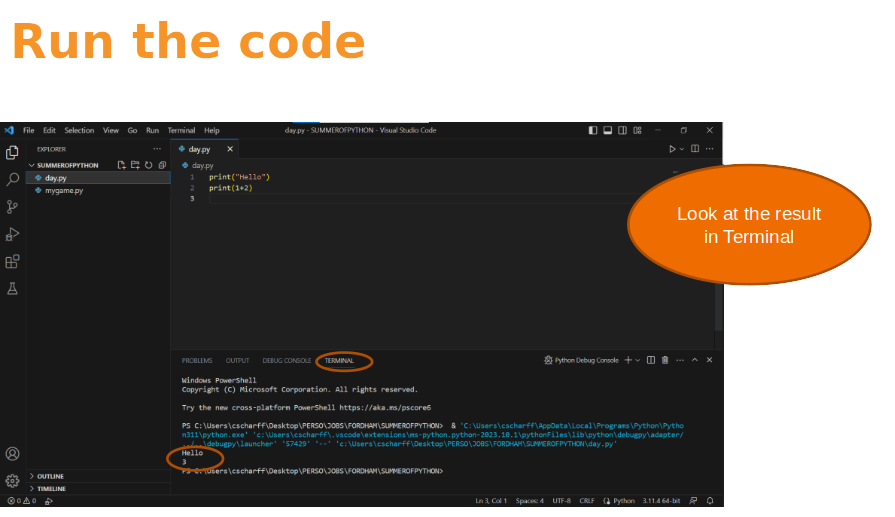 Run the code
File Edit Selection View Go Run Terminal Help
day.py - SUMMEROFPYTHON - Visual Studio Code
EXPLORER
SUMMEROFPYTHON
day.py
mygame.py
day.py
day.py
1 print("Hello")
2 print(1+2)
3
Look at the result
in Terminal
PROBLEMS OUTPUT DEBUG CONSOLE TERMINAL
Python Debug Console
Windows PowerShell
Copyright (C) Microsoft Corporation. All rights reserved.
Try the new cross-platform PowerShell https://aka.ms/pscore6
PS C:\Users\cscharff\Desktop\PERSO\JOBS\FORDHAM\SUMMEROFPYTHON> & 'C:\Users\cscharff\AppData\Local\Programs\Python\Pytho
n311\python.exe' 'c:\Users\cscharff\.vscode\extensions\ms-python.python-2023.10.1\pythonFiles\lib\python\debugpy\adapter/
../..\debugpy\launcher' '57429' '--' 'c:\Users\cscharff\Desktop\PERSO\JOBS\FORDHAM\SUMMEROFPYTHON\day.py'
Hello
3
PS C:\Users\cscharff\Desktop\PERSO\JOBS\FORDHAM\SUMMEROFPYTHON>
OUTLINE
TIMELINE
0 0
Ln 3, Col 1 Spaces: 4 UTF-8 CRLF Python 3.11.4 64-bit